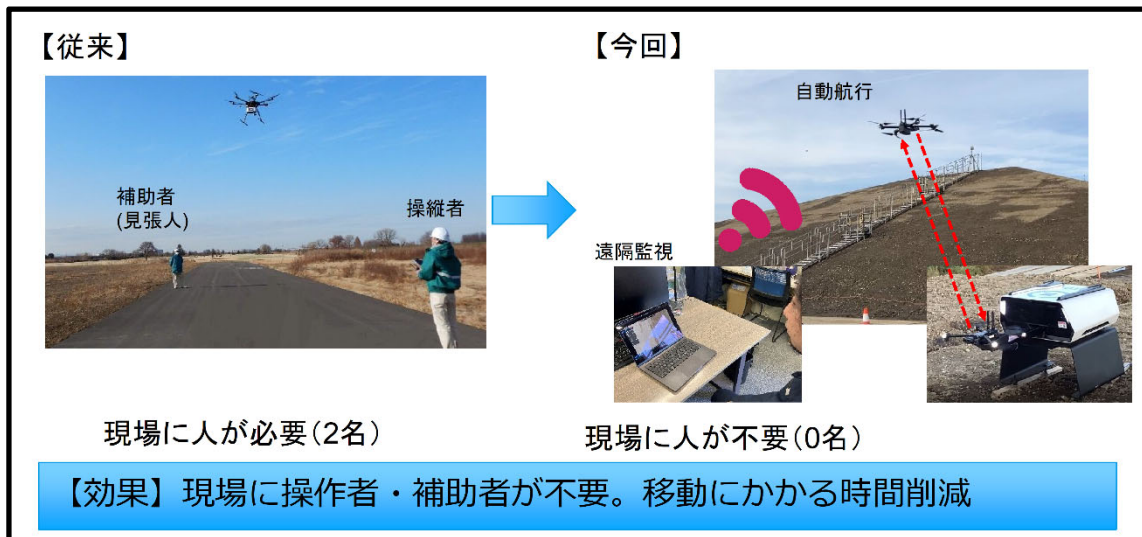 【従来】
補助者
(見張人)
操縦者
現場に人が必要(2名)
【今回】
自動航行
遠隔監視
現場に人が不要(0名)
【効果】現場に操作者・補助者が不要。移動にかかる時間削減